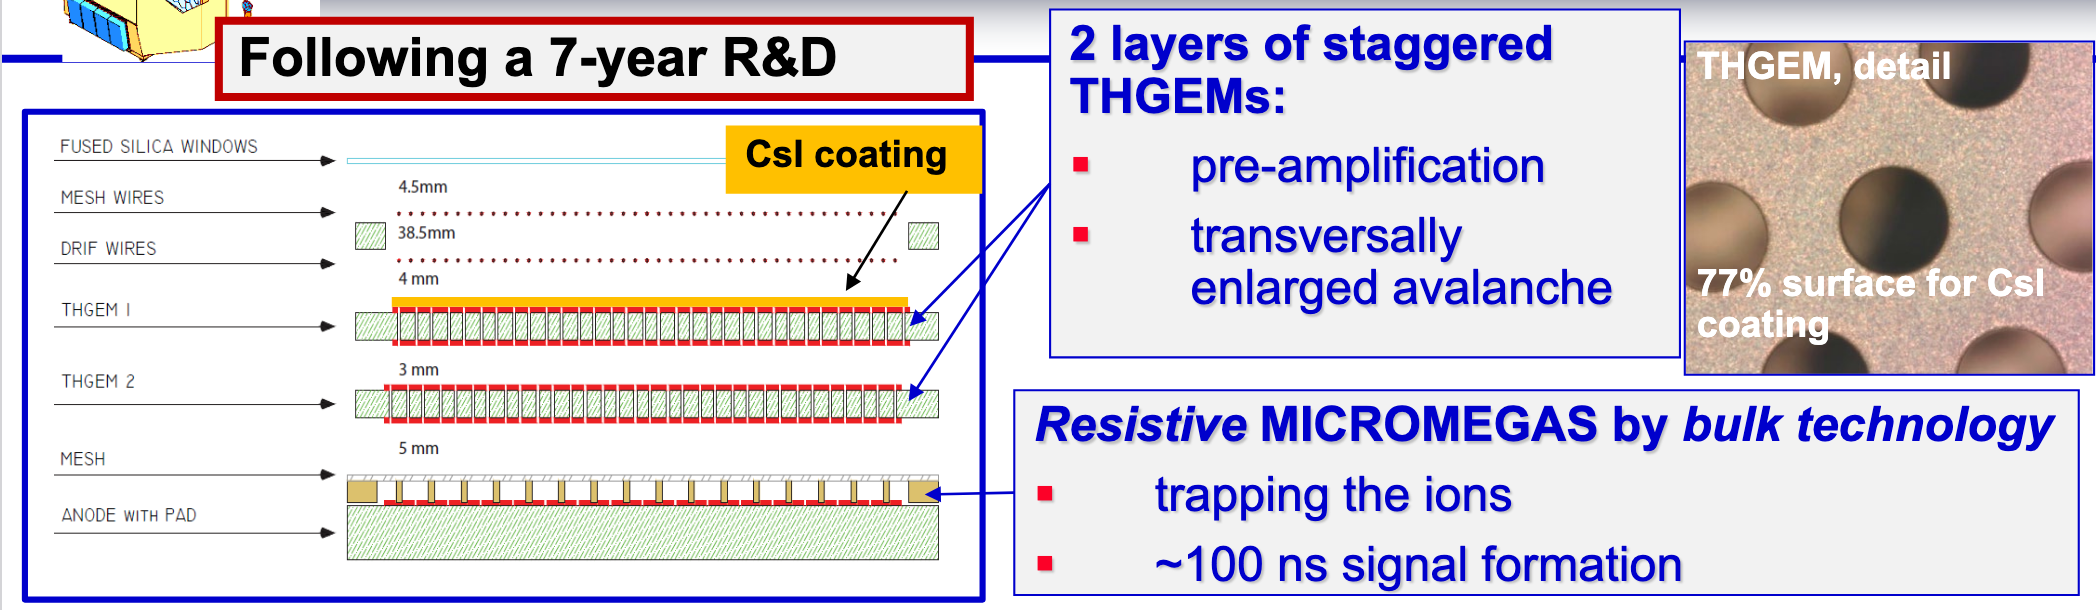 Following a 7-year R&D
FUSED SILICA WINDOWS
CsI coating
4.5mm
MESH WIRES
38.5mm
DRIF WIRES
4 mm
THGEM 1
3 mm
THGEM 2
5 mm
MESH
ANODE WITH PAD
2 layers of staggered
THGEMs:
▪ pre-amplification
▪ transversally
enlarged avalanche
THGEM, detail
77% surface for CsI
coating
Resistive MICROMEGAS by bulk technology
▪ trapping the ions
▪ ~100 ns signal formation